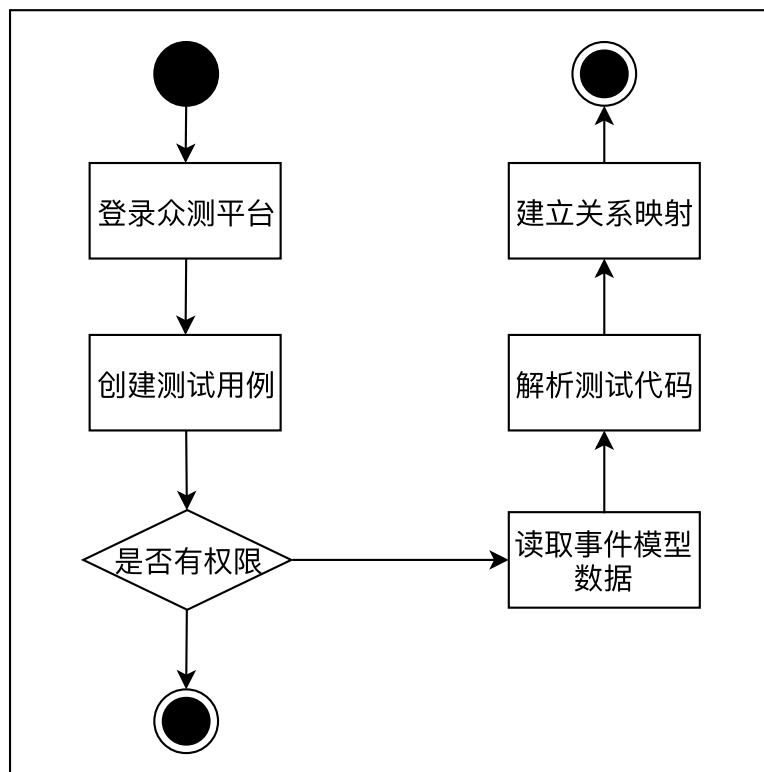 登录众测平台
创建测试用例
是否有权限
读取事件模型
数据
解析测试代码
建立关系映射